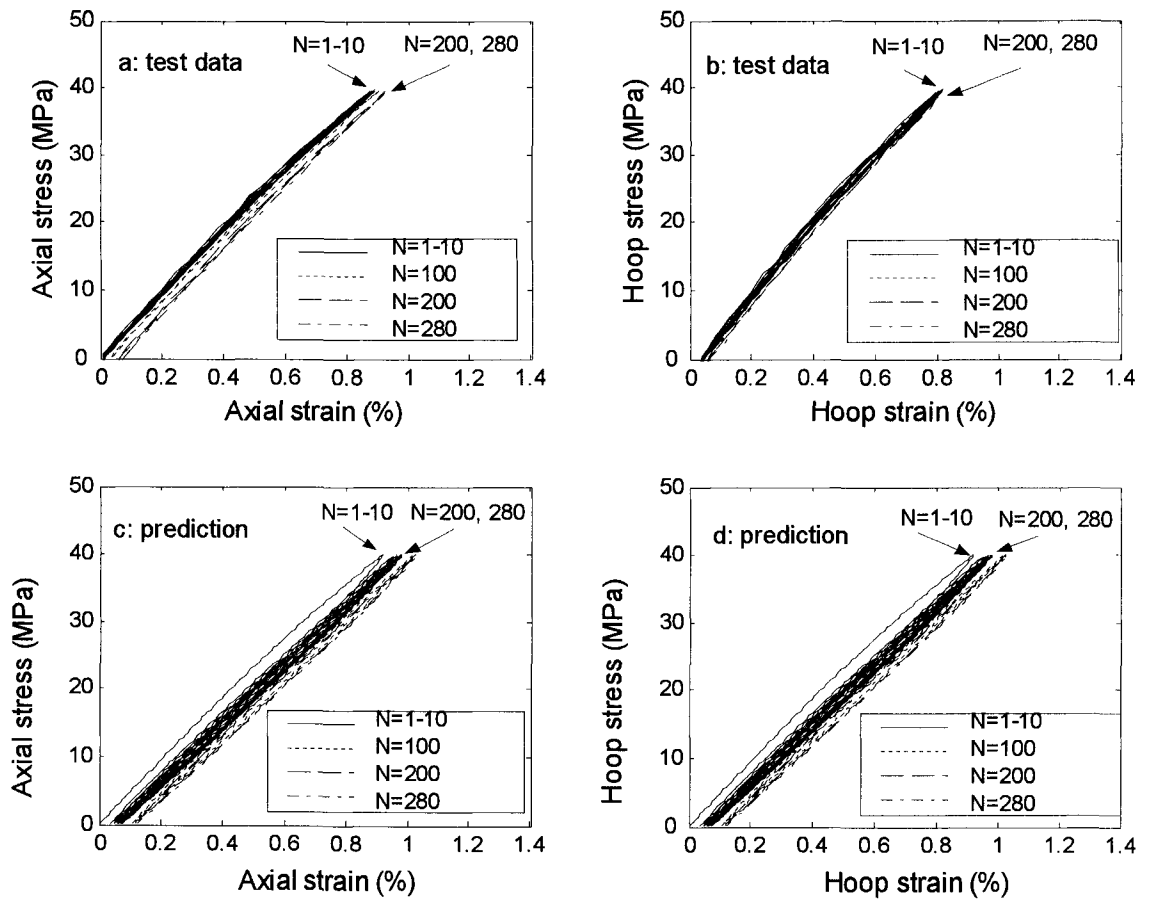 50
40
30
20
10
0
Axial stress (MPa)
a: test data
N=1-10
N=200, 280
N=1-10
N=100
N=200
N=280
0 0.2 0.4 0.6 0.8 1 1.2 1.4
Axial strain (%)
50
40
30
20
10
0
Hoop stress (MPa)
b: test data
N=1-10
N=200, 280
N=1-10
N=100
N=200
N=280
0 0.2 0.4 0.6 0.8 1 1.2 1.4
Hoop strain (%)
50
40
30
20
10
0
Axial stress (MPa)
c: prediction
N=1-10
N=200, 280
N=1-10
N=100
N=200
N=280
0 0.2 0.4 0.6 0.8 1 1.2 1.4
Axial strain (%)
50
40
30
20
10
0
Hoop stress (MPa)
d: prediction
N=1-10
N=200, 280
N=1-10
N=100
N=200
N=280
0 0.2 0.4 0.6 0.8 1 1.2 1.4
Hoop strain (%)